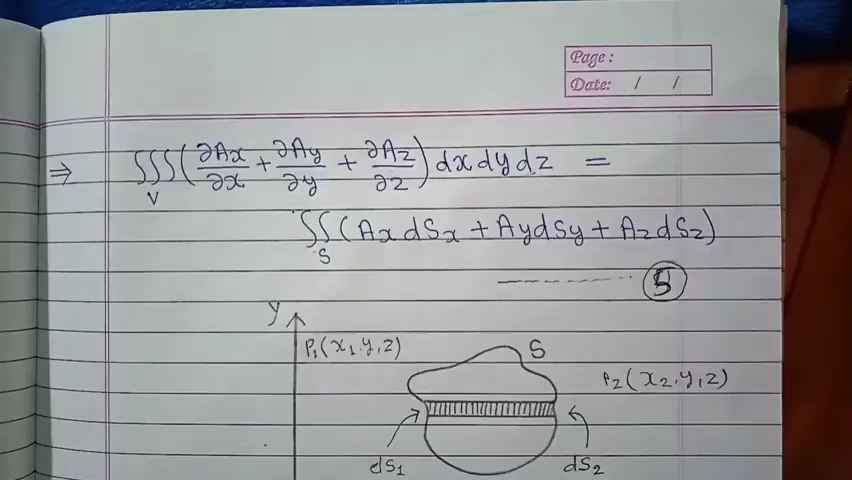 Page :
Date: / /
⇒ ∭ᵥ (∂Ax/∂x + ∂Ay/∂y + ∂Az/∂z) dx dy dz =
∬ₛ (Ax dSx + Ay dSy + Az dSz)
5
y
P₁(x₁, y, z)
S
P₂(x₂, y, z)
dS₁ dS₂